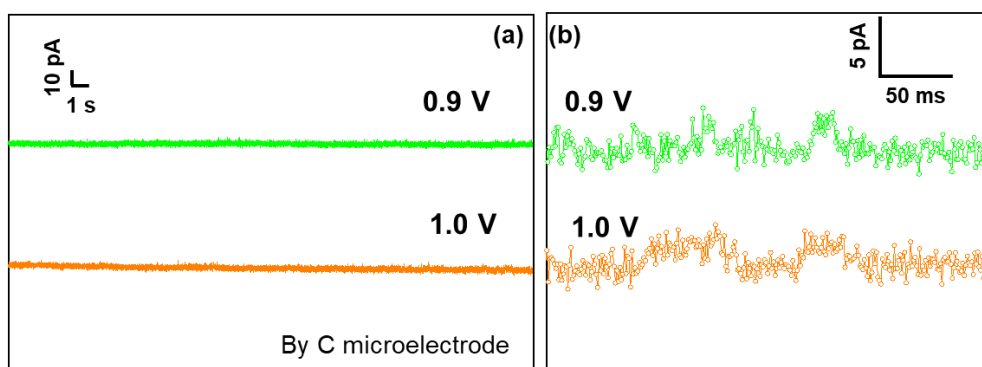 (a)
10 pA
1 s
0.9 V
1.0 V
By C microelectrode
(b)
5 pA
50 ms
0.9 V
1.0 V